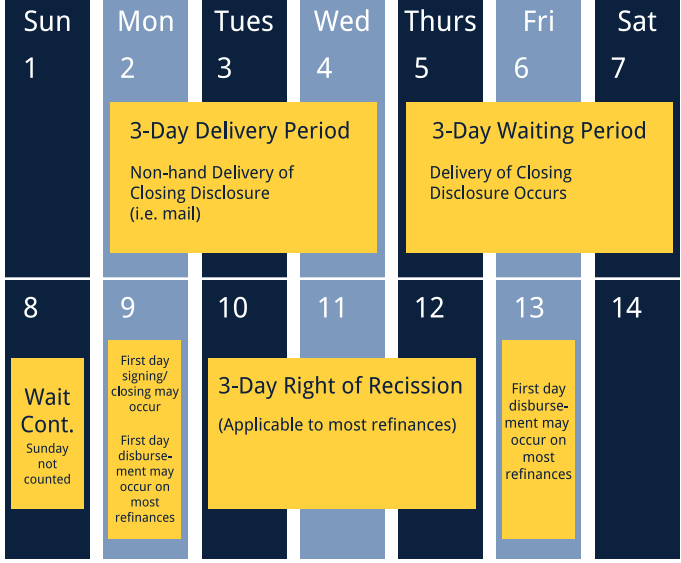 Sun Mon Tues Wed Thurs Fri Sat
1 2 3 4 5 6 7
3-Day Delivery Period
Non-hand Delivery of
Closing Disclosure
(i.e. mail)
3-Day Waiting Period
Delivery of Closing
Disclosure Occurs
8 9 10 11 12 13 14
Wait
Cont.
Sunday
not
counted
First day
signing/
closing may
occur
First day
disburse-
ment may
occur on
most
refinances
3-Day Right of Recission
(Applicable to most refinances)
First day
disburse-
ment may
occur on
most
refinances